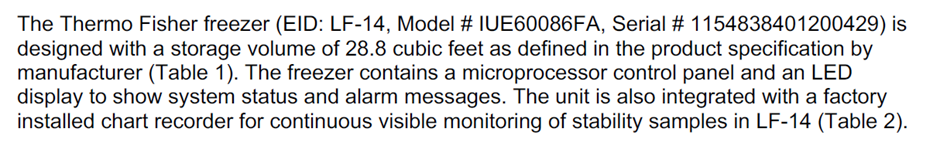 The Thermo Fisher freezer (EID: LF-14, Model # IUE60086FA, Serial # 1154838401200429) is
designed with a storage volume of 28.8 cubic feet as defined in the product specification by
manufacturer (Table 1). The freezer contains a microprocessor control panel and an LED
display to show system status and alarm messages. The unit is also integrated with a factory
installed chart recorder for continuous visible monitoring of stability samples in LF-14 (Table 2).